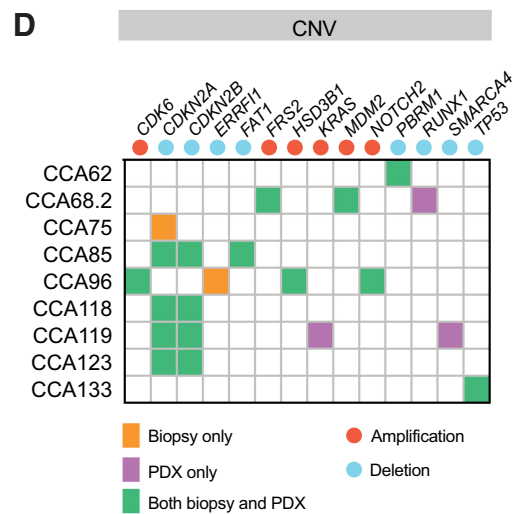 D
CNV
CDK6
CDKN2A
CDKN2B
ERRFI1
FAT1
FRS2
HSD3B1
KRAS
MDM2
NOTCH2
PBRM1
RUNX1
SMARCA4
TP53
CCA62
CCA68.2
CCA75
CCA85
CCA96
CCA118
CCA119
CCA123
CCA133
Biopsy only
Amplification
PDX only
Deletion
Both biopsy and PDX